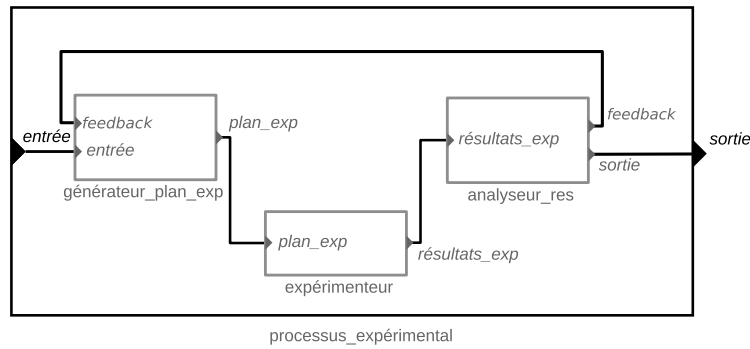 feedback
entrée
feedback
plan_exp
entrée
générateur_plan_exp
résultats_exp
feedback
sortie
sortie
analyseur_res
plan_exp
résultats_exp
expérimenteur
processus_expérimental